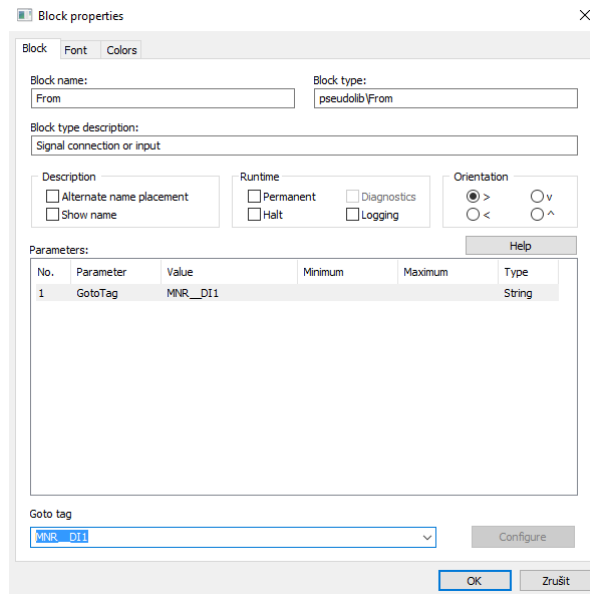 Block properties
Block Font Colors
Block name: Block type:
From pseudolib\From
Block type description:
Signal connection or input
Description Runtime Orientation
Alternate name placement Permanent Diagnostics > v
Show name Halt Logging < ^
Help
Parameters:
No. Parameter Value Minimum Maximum Type
1 GotoTag MNR__DI1 String
Goto tag
MNR__DI1 Configure
OK Zrušit